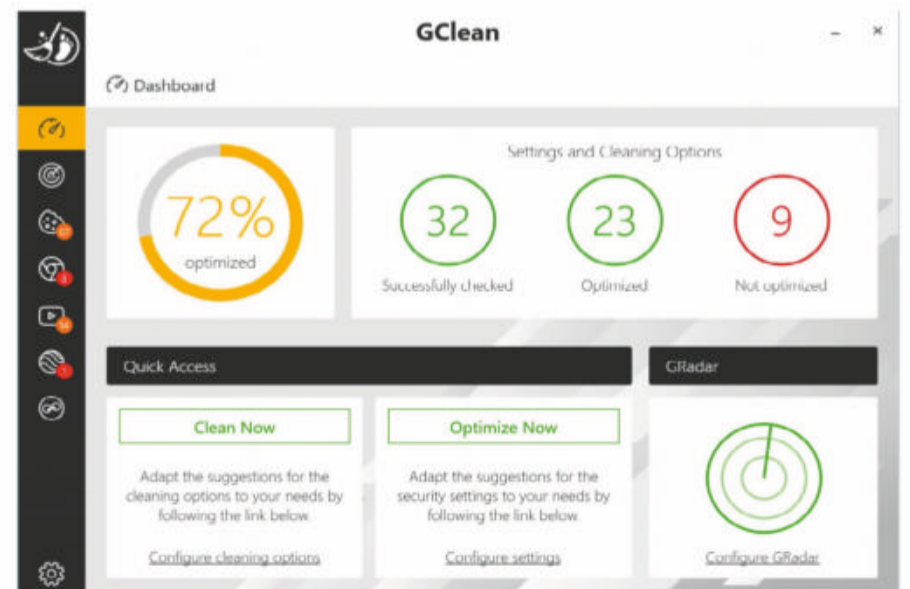 GClean
Dashboard
72%
optimized
Settings and Cleaning Options
32
23
9
Successfully checked
Optimized
Not optimized
Quick Access
GRadar
Clean Now
Adapt the suggestions for the
cleaning options to your needs by
following the link below.
Configure cleaning options
Optimize Now
Adapt the suggestions for the
security settings to your needs by
following the link below.
Configure settings
Configure GRadar